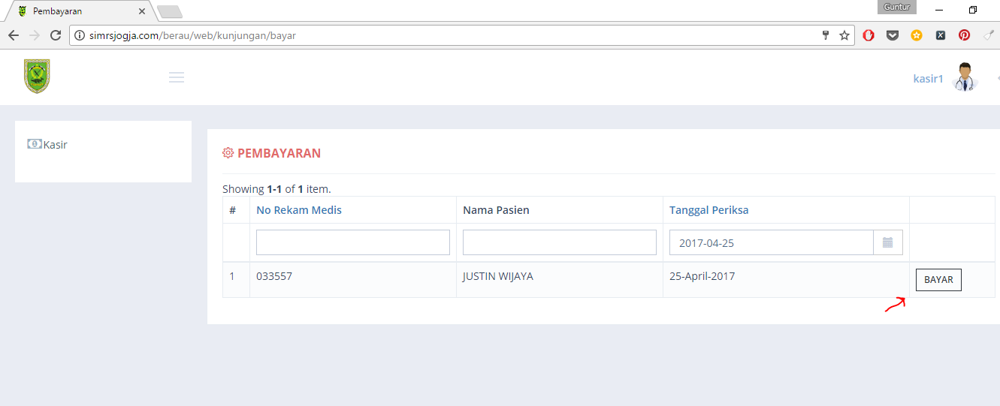 Pembayaran
Guntur
simrsjogja.com/berau/web/kunjungan/bayar
kasir1
Kasir
PEMBAYARAN
Showing 1-1 of 1 item.
# No Rekam Medis Nama Pasien Tanggal Periksa
2017-04-25
1 033557 JUSTIN WIJAYA 25-April-2017 BAYAR